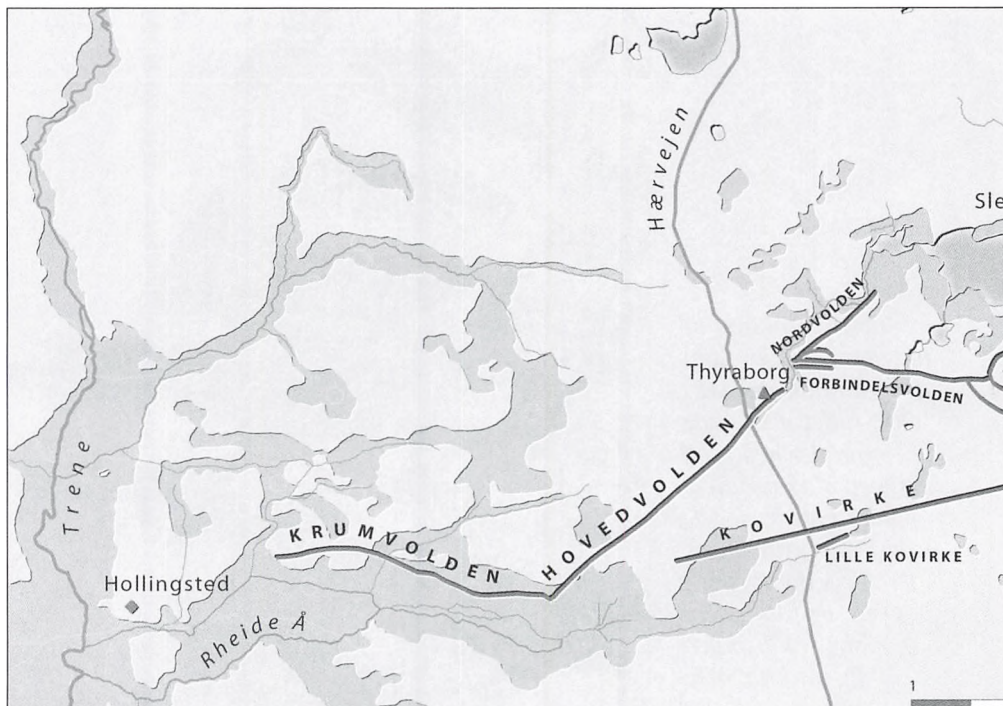 Hærvejen
Sle
NORDVOLDEN
Thyraborg
FORBINDELSVOLDEN
Trene
HOVEDVOLDEN
KOVIRKE
KRUMVOLDEN
LILLE KOVIRKE
Hollingsted
Rheide Å
1